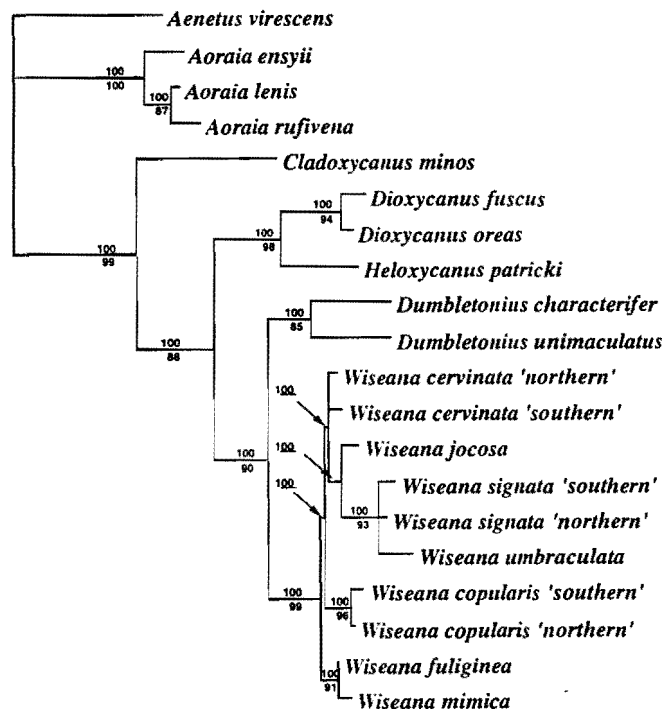 Aenetus virescens
Aoraia ensyii
100
100
Aoraia lenis
100
87
Aoraia rufivena
Cladoxycanus minos
Dioxycanus fuscus
100
94
100
98
Dioxycanus oreas
100
99
Heloxycanus patricki
Dumbletonius characterifer
100
85
Dumbletonius unimaculatus
100
88
Wiseana cervinata 'northern'
100
Wiseana cervinata 'southern'
100
Wiseana jocosa
100
90
100
Wiseana signata 'southern'
100
93
Wiseana signata 'northern'
Wiseana umbraculata
Wiseana copularis 'southern'
100
99
100
96
Wiseana copularis 'northern'
Wiseana fuliginea
100
91
Wiseana mimica